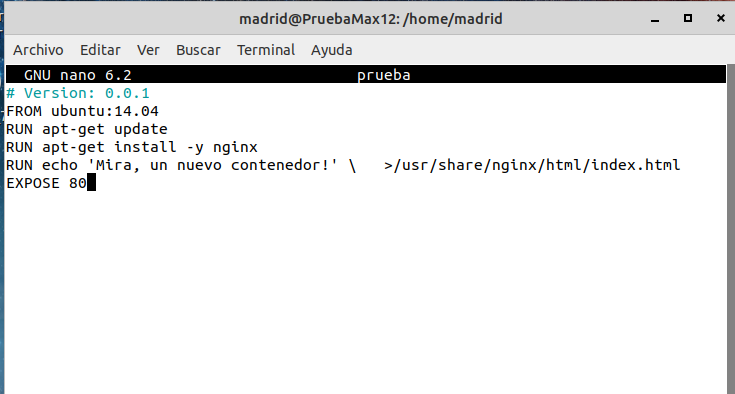 madrid@PruebaMax12: /home/madrid
Archivo Editar Ver Buscar Terminal Ayuda
GNU nano 6.2 prueba
# Version: 0.0.1
FROM ubuntu:14.04
RUN apt-get update
RUN apt-get install -y nginx
RUN echo 'Mira, un nuevo contenedor!' \   >/usr/share/nginx/html/index.html
EXPOSE 80